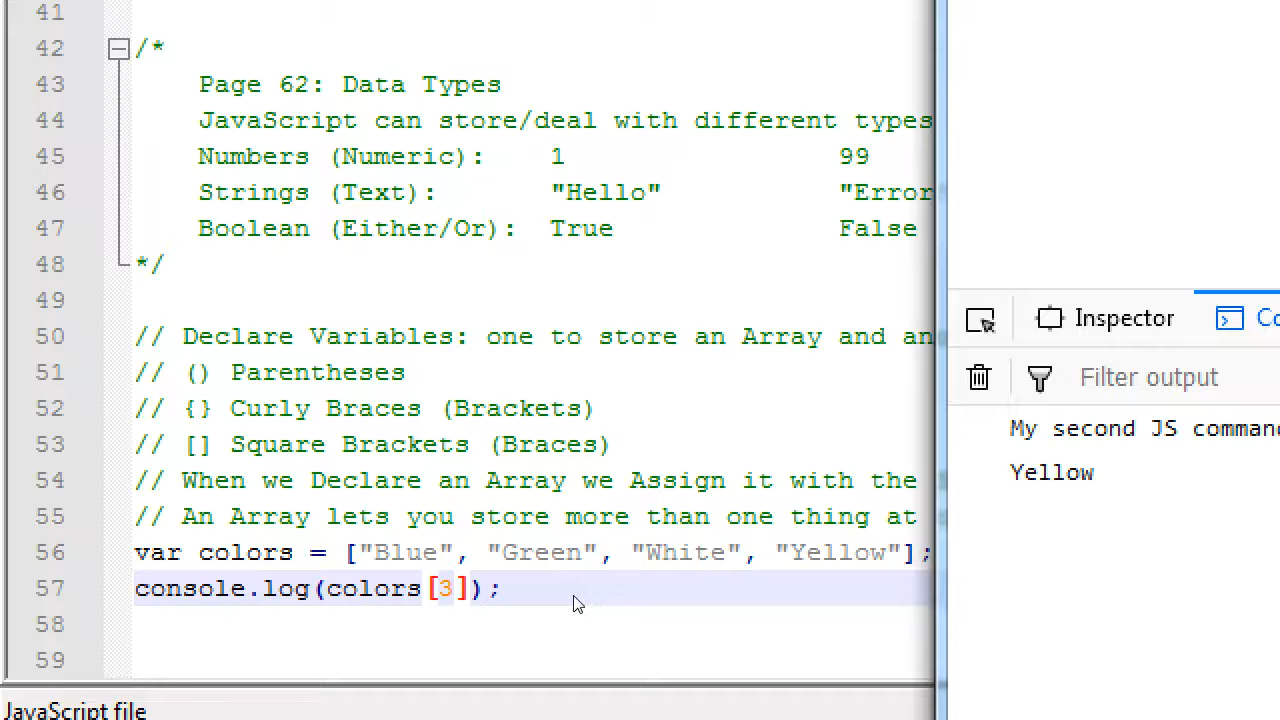 41
42 /*
43 Page 62: Data Types
44 JavaScript can store/deal with different types
45 Numbers (Numeric): 1 99
46 Strings (Text): "Hello" "Error
47 Boolean (Either/Or): True False
48 */
49
50 // Declare Variables: one to store an Array and an
51 // () Parentheses
52 // {} Curly Braces (Brackets)
53 // [] Square Brackets (Braces)
54 // When we Declare an Array we Assign it with the
55 // An Array lets you store more than one thing at
56 var colors = ["Blue", "Green", "White", "Yellow"];
57 console.log(colors[3]);
58
59
JavaScript file
Inspector Co
Filter output
My second JS command
Yellow